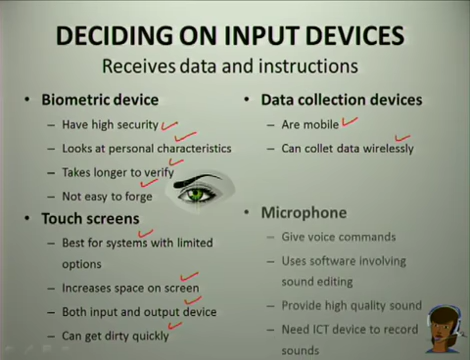 DECIDING ON INPUT DEVICES
Receives data and instructions
• Biometric device
– Have high security
– Looks at personal characteristics
– Takes longer to verify
– Not easy to forge
• Touch screens
– Best for systems with limited
options
– Increases space on screen
– Both input and output device
– Can get dirty quickly
• Data collection devices
– Are mobile
– Can collet data wirelessly
• Microphone
– Give voice commands
– Uses software involving
sound editing
– Provide high quality sound
– Need ICT device to record
sounds